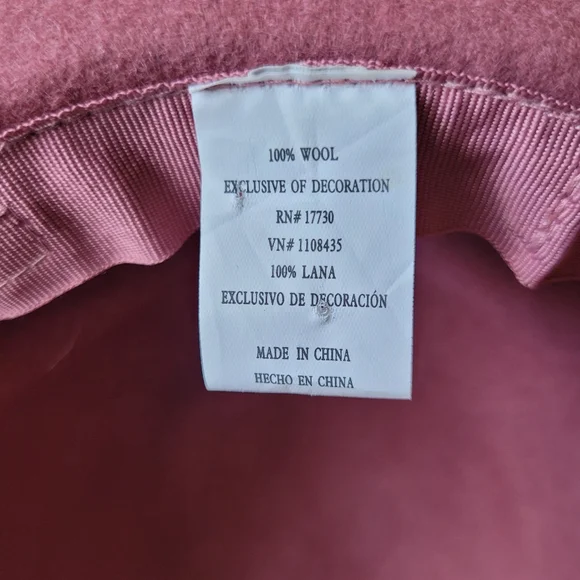 100% WOOL
EXCLUSIVE OF DECORATION
RN# 17730
VN# 1108435
100% LANA
EXCLUSIVO DE DECORACIÓN
MADE IN CHINA
HECHO EN CHINA